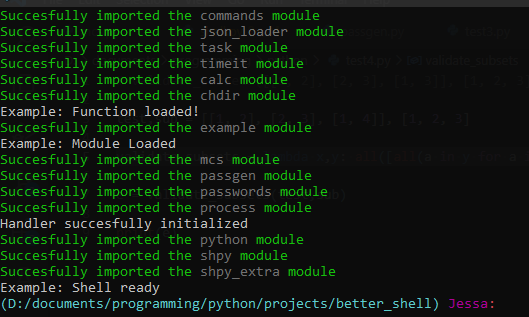 Succesfully imported the commands module
Succesfully imported the json_loader module
Succesfully imported the task module
Succesfully imported the timeit module
Succesfully imported the calc module
Succesfully imported the chdir module
Example: Function loaded!
Succesfully imported the example module
Example: Module Loaded
Succesfully imported the mcs module
Succesfully imported the passgen module
Succesfully imported the passwords module
Succesfully imported the process module
Handler succesfully initialized
Succesfully imported the python module
Succesfully imported the shpy module
Succesfully imported the shpy_extra module
Example: Shell ready
(D:/documents/programming/python/projects/better_shell) Jessa: